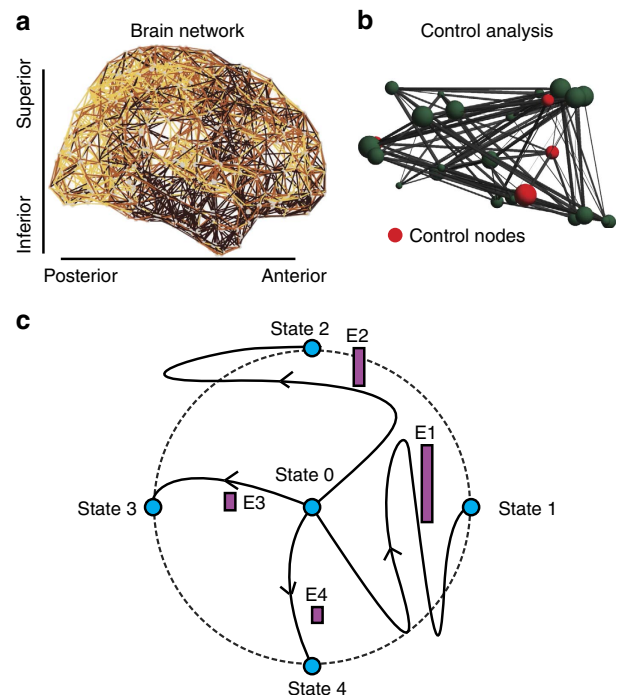 a
Brain network
Superior
Inferior
Posterior
Anterior
b
Control analysis
Control nodes
c
State 2
E2
E1
State 0
State 3
E3
State 1
E4
State 4